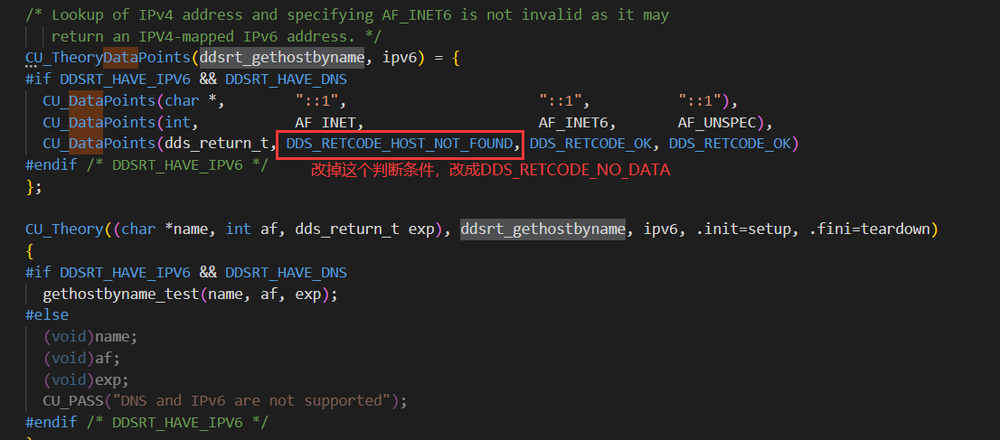 /* Lookup of IPv4 address and specifying AF_INET6 is not invalid as it may
return an IPV4-mapped IPv6 address. */
CU_TheoryDataPoints(ddsrt_gethostbyname, ipv6) = {
#if DDSRT_HAVE_IPV6 && DDSRT_HAVE_DNS
CU_DataPoints(char *, "::1", "::1", "::1"),
CU_DataPoints(int, AF_INET, AF_INET6, AF_UNSPEC),
CU_DataPoints(dds_return_t, DDS_RETCODE_HOST_NOT_FOUND, DDS_RETCODE_OK, DDS_RETCODE_OK)
#endif /* DDSRT_HAVE_IPV6 */
改掉这个判断条件，改成DDS_RETCODE_NO_DATA
};
CU_Theory((char *name, int af, dds_return_t exp), ddsrt_gethostbyname, ipv6, .init=setup, .fini=teardown)
{
#if DDSRT_HAVE_IPV6 && DDSRT_HAVE_DNS
gethostbyname_test(name, af, exp);
#else
(void)name;
(void)af;
(void)exp;
CU_PASS("DNS and IPv6 are not supported");
#endif /* DDSRT_HAVE_IPV6 */